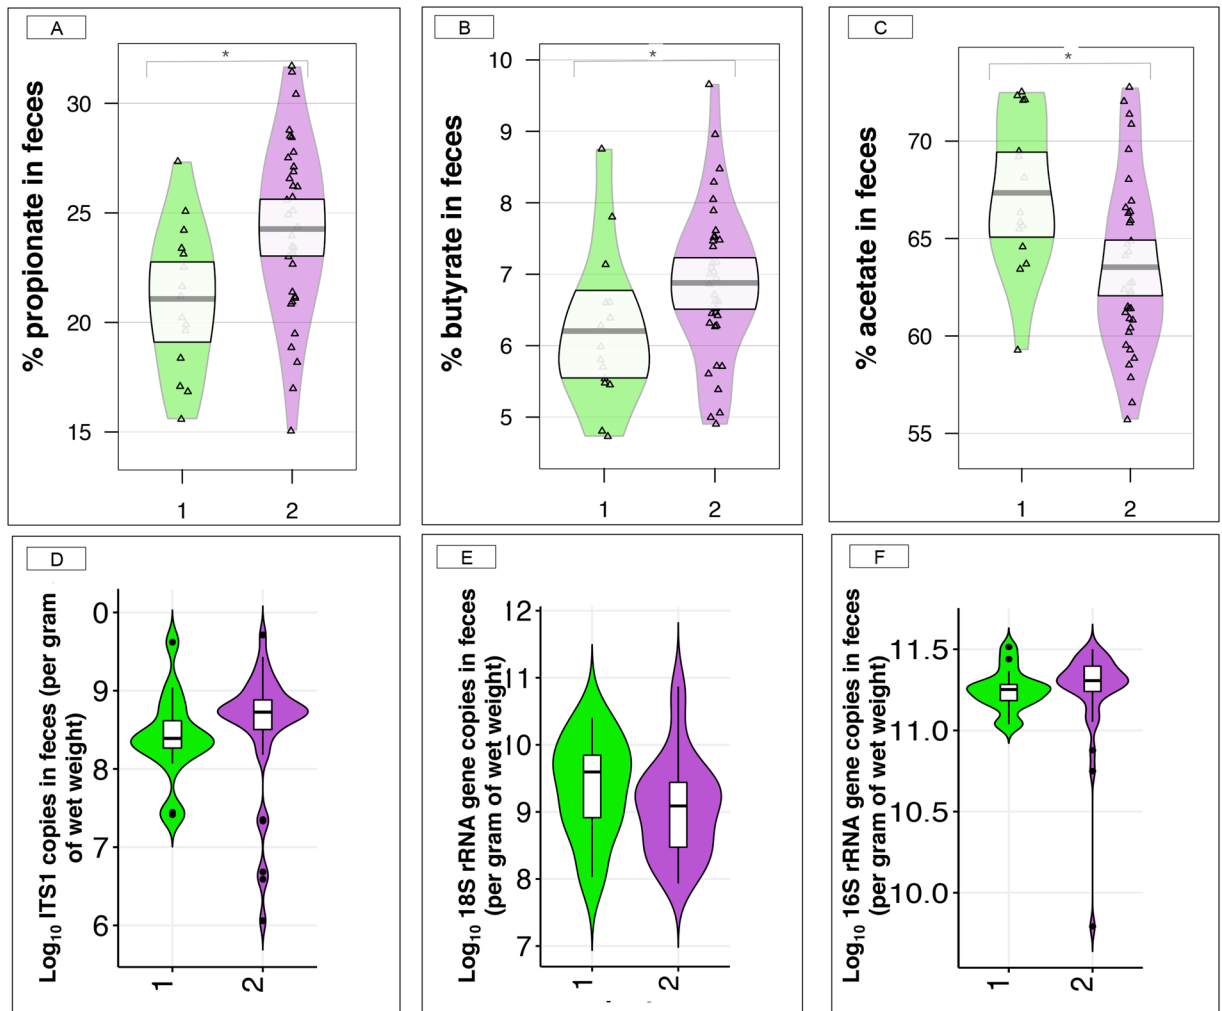 A
% propionate in feces
*
30
25
20
15
1 2
B
% butyrate in feces
*
10
9
8
7
6
5
1 2
C
% acetate in feces
*
70
65
60
55
1 2
D
Log10 ITS1 copies in feces (per gram
of wet weight)
0
9
8
7
6
1 2
E
Log10 18S rRNA gene copies in feces
(per gram of wet weight)
12
11
10
9
8
7
1 2
F
Log10 16S rRNA gene copies in feces
(per gram of wet weight)
11.5
11.0
10.5
10.0
1 2